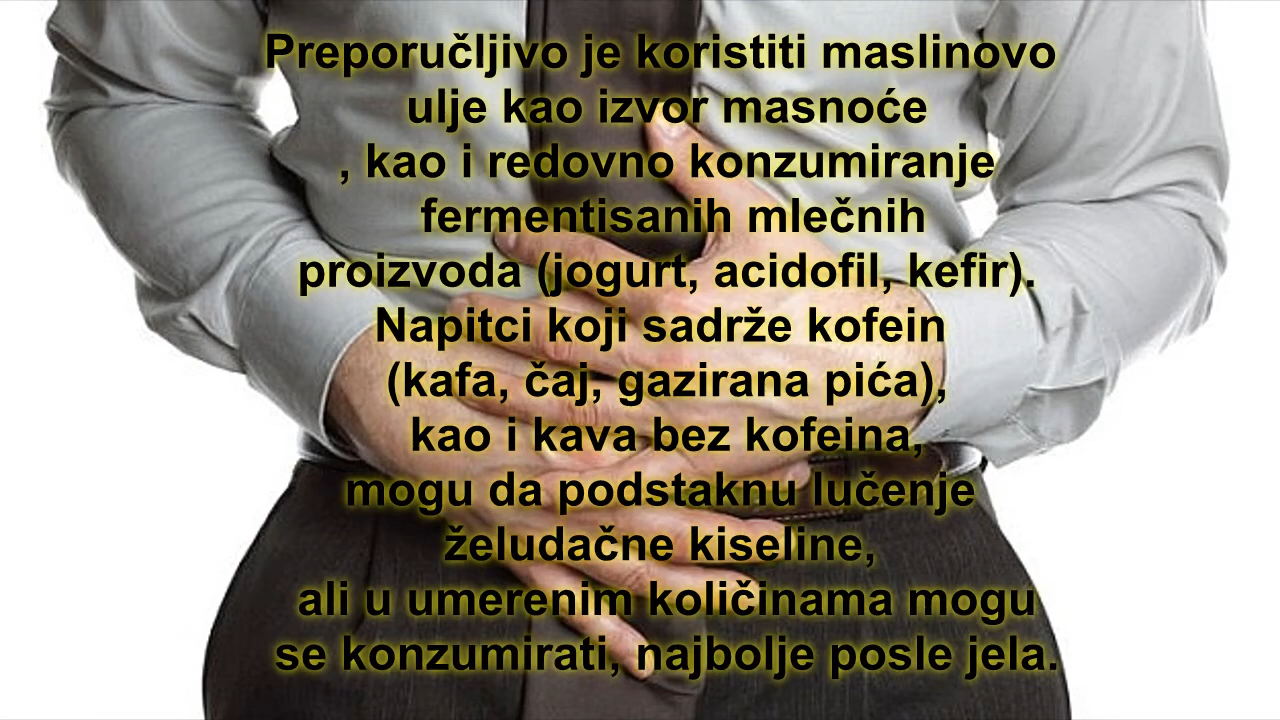 Preporučljivo je koristiti maslinovo
ulje kao izvor masnoće
, kao i redovno konzumiranje
fermentisanih mlečnih
proizvoda (jogurt, acidofil, kefir).
Napitci koji sadrže kofein
(kafa, čaj, gazirana pića),
kao i kava bez kofeina,
mogu da podstaknu lučenje
želudačne kiseline,
ali u umerenim količinama mogu
se konzumirati, najbolje posle jela.